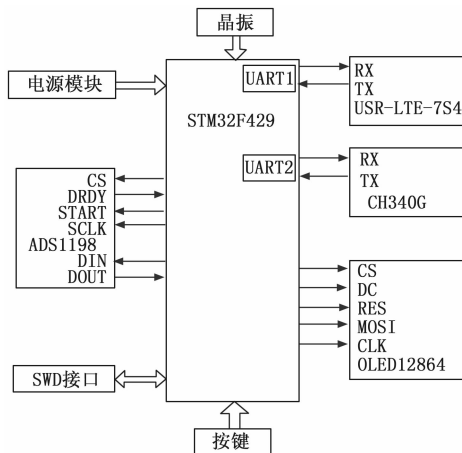 晶振
电源模块
UART1
STM32F429
RX
TX
USR-LTE-7S4
UART2
RX
TX
CH340G
CS
DRDY
START
SCLK
ADS1198
DIN
DOUT
CS
DC
RES
MOSI
CLK
OLED12864
SWD接口
按键